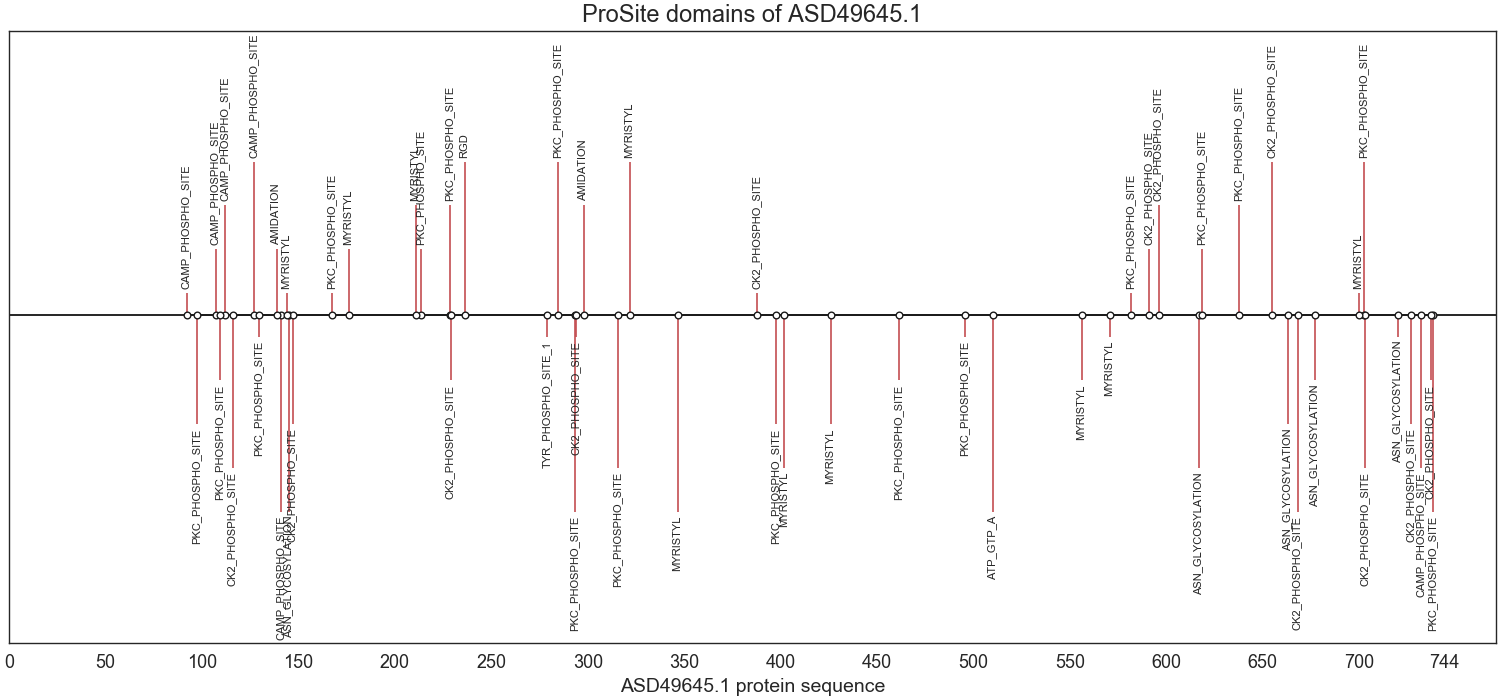 ProSite domains of ASD49645.1
CAMP_PHOSPHO_SITE
CAMP_PHOSPHO_SITE
CAMP_PHOSPHO_SITE
CAMP_PHOSPHO_SITE
AMIDATION
MYRISTYL
PKC_PHOSPHO_SITE
MYRISTYL
MYRISTYL
PKC_PHOSPHO_SITE
PKC_PHOSPHO_SITE
RGD
PKC_PHOSPHO_SITE
AMIDATION
MYRISTYL
CK2_PHOSPHO_SITE
PKC_PHOSPHO_SITE
CK2_PHOSPHO_SITE
CK2_PHOSPHO_SITE
PKC_PHOSPHO_SITE
PKC_PHOSPHO_SITE
CK2_PHOSPHO_SITE
MYRISTYL
PKC_PHOSPHO_SITE
PKC_PHOSPHO_SITE
PKC_PHOSPHO_SITE
CK2_PHOSPHO_SITE
PKC_PHOSPHO_SITE
CAMP_PHOSPHO_SITE
ASN_GLYCOSYLATION
CK2_PHOSPHO_SITE
CK2_PHOSPHO_SITE
TYR_PHOSPHO_SITE_1
PKC_PHOSPHO_SITE
CK2_PHOSPHO_SITE
PKC_PHOSPHO_SITE
MYRISTYL
PKC_PHOSPHO_SITE
MYRISTYL
MYRISTYL
PKC_PHOSPHO_SITE
PKC_PHOSPHO_SITE
ATP_GTP_A
MYRISTYL
MYRISTYL
ASN_GLYCOSYLATION
ASN_GLYCOSYLATION
CK2_PHOSPHO_SITE
ASN_GLYCOSYLATION
CK2_PHOSPHO_SITE
ASN_GLYCOSYLATION
CK2_PHOSPHO_SITE
CAMP_PHOSPHO_SITE
CK2_PHOSPHO_SITE
PKC_PHOSPHO_SITE
0 50 100 150 200 250 300 350 400 450 500 550 600 650 700 744
ASD49645.1 protein sequence